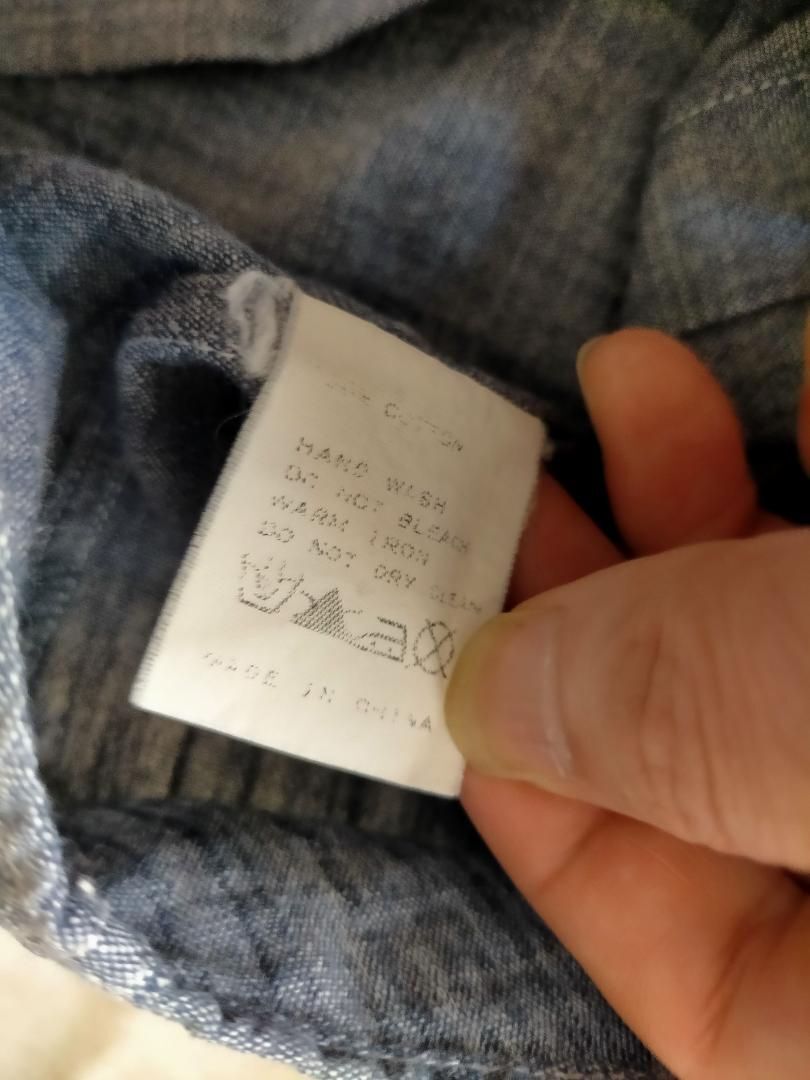 COTTON
HAND WASH
DO NOT BLEACH
WARM IRON
DO NOT DRY CLEAN
MADE IN CHINA